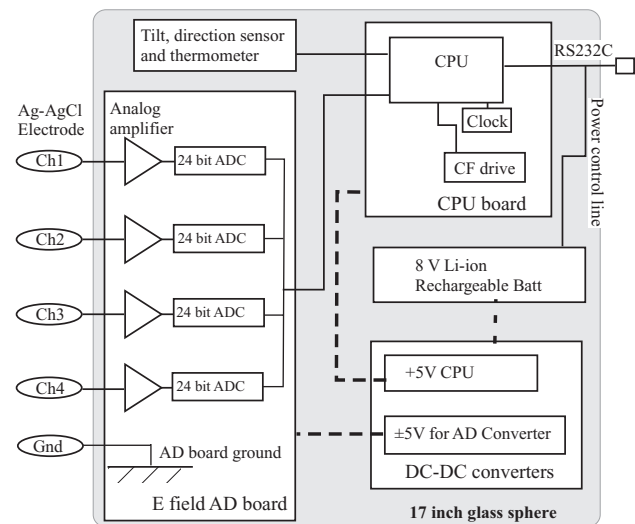 Tilt, direction sensor
and thermometer
CPU
RS232C
Clock
CF drive
CPU board
Power control line
Ag-AgCl
Electrode
Analog
amplifier
Ch1
24 bit ADC
Ch2
24 bit ADC
Ch3
24 bit ADC
Ch4
24 bit ADC
Gnd
AD board ground
E field AD board
8 V Li-ion
Rechargeable Batt
+5V CPU
±5V for AD Converter
DC-DC converters
17 inch glass sphere